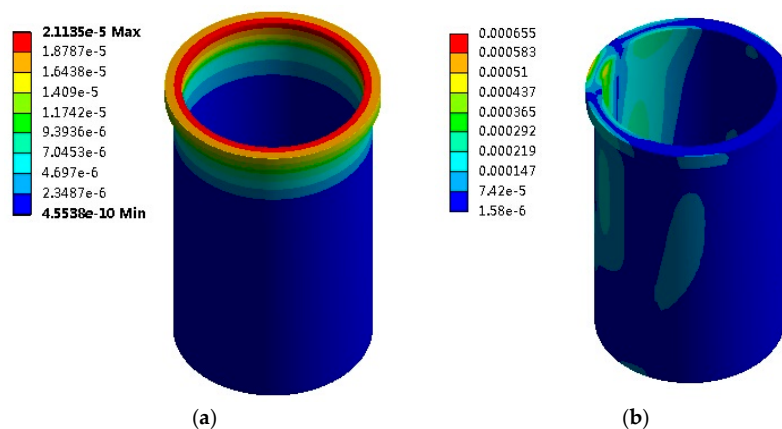 2.1135e-5 Max
1.8787e-5
1.6438e-5
1.409e-5
1.1742e-5
9.3936e-6
7.0453e-6
4.697e-6
2.3487e-6
4.5538e-10 Min
(a)
0.000655
0.000583
0.00051
0.000437
0.000365
0.000292
0.000219
0.000147
7.42e-5
1.58e-6
(b)